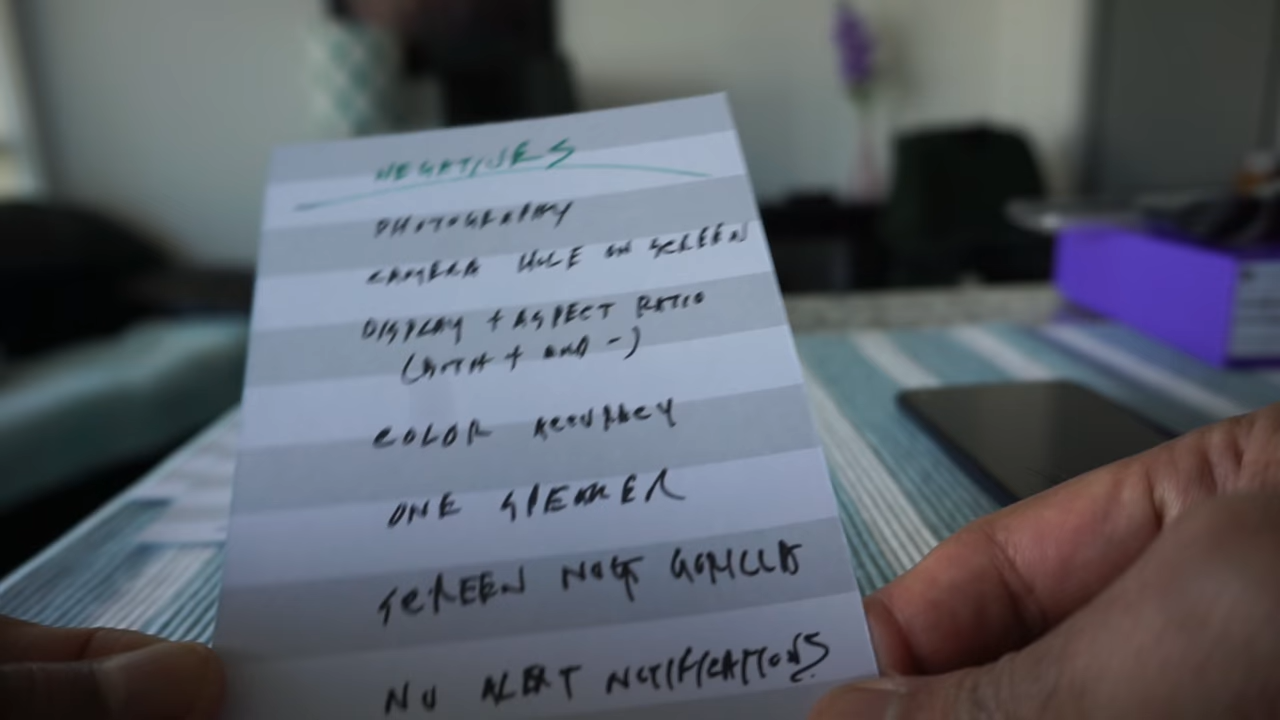 NEGATIVES
PHOTOGRAPHY
CAMERA HOLE ON SCREEN
DISPLAY + ASPECT RATIO
(BOTH + AND -)
COLOR ACCURACY
ONE SPEAKER
SCREEN NOT GORILLA
NO ALERT NOTIFICATIONS